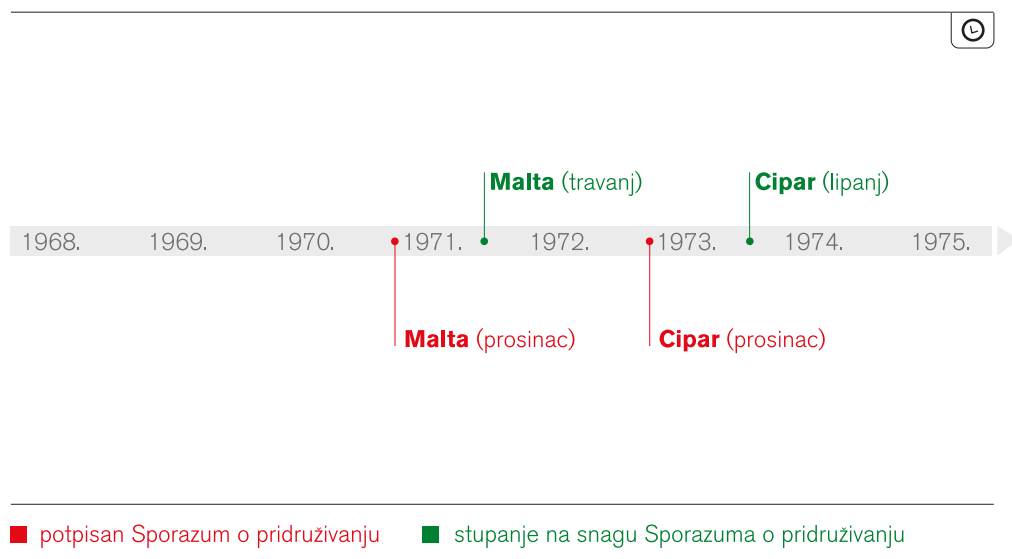 Malta (travanj)
Cipar (lipanj)
1968. 1969. 1970. 1971. 1972. 1973. 1974. 1975.
Malta (prosinac)
Cipar (prosinac)
potpisan Sporazum o pridruživanju
stupanje na snagu Sporazuma o pridruživanju